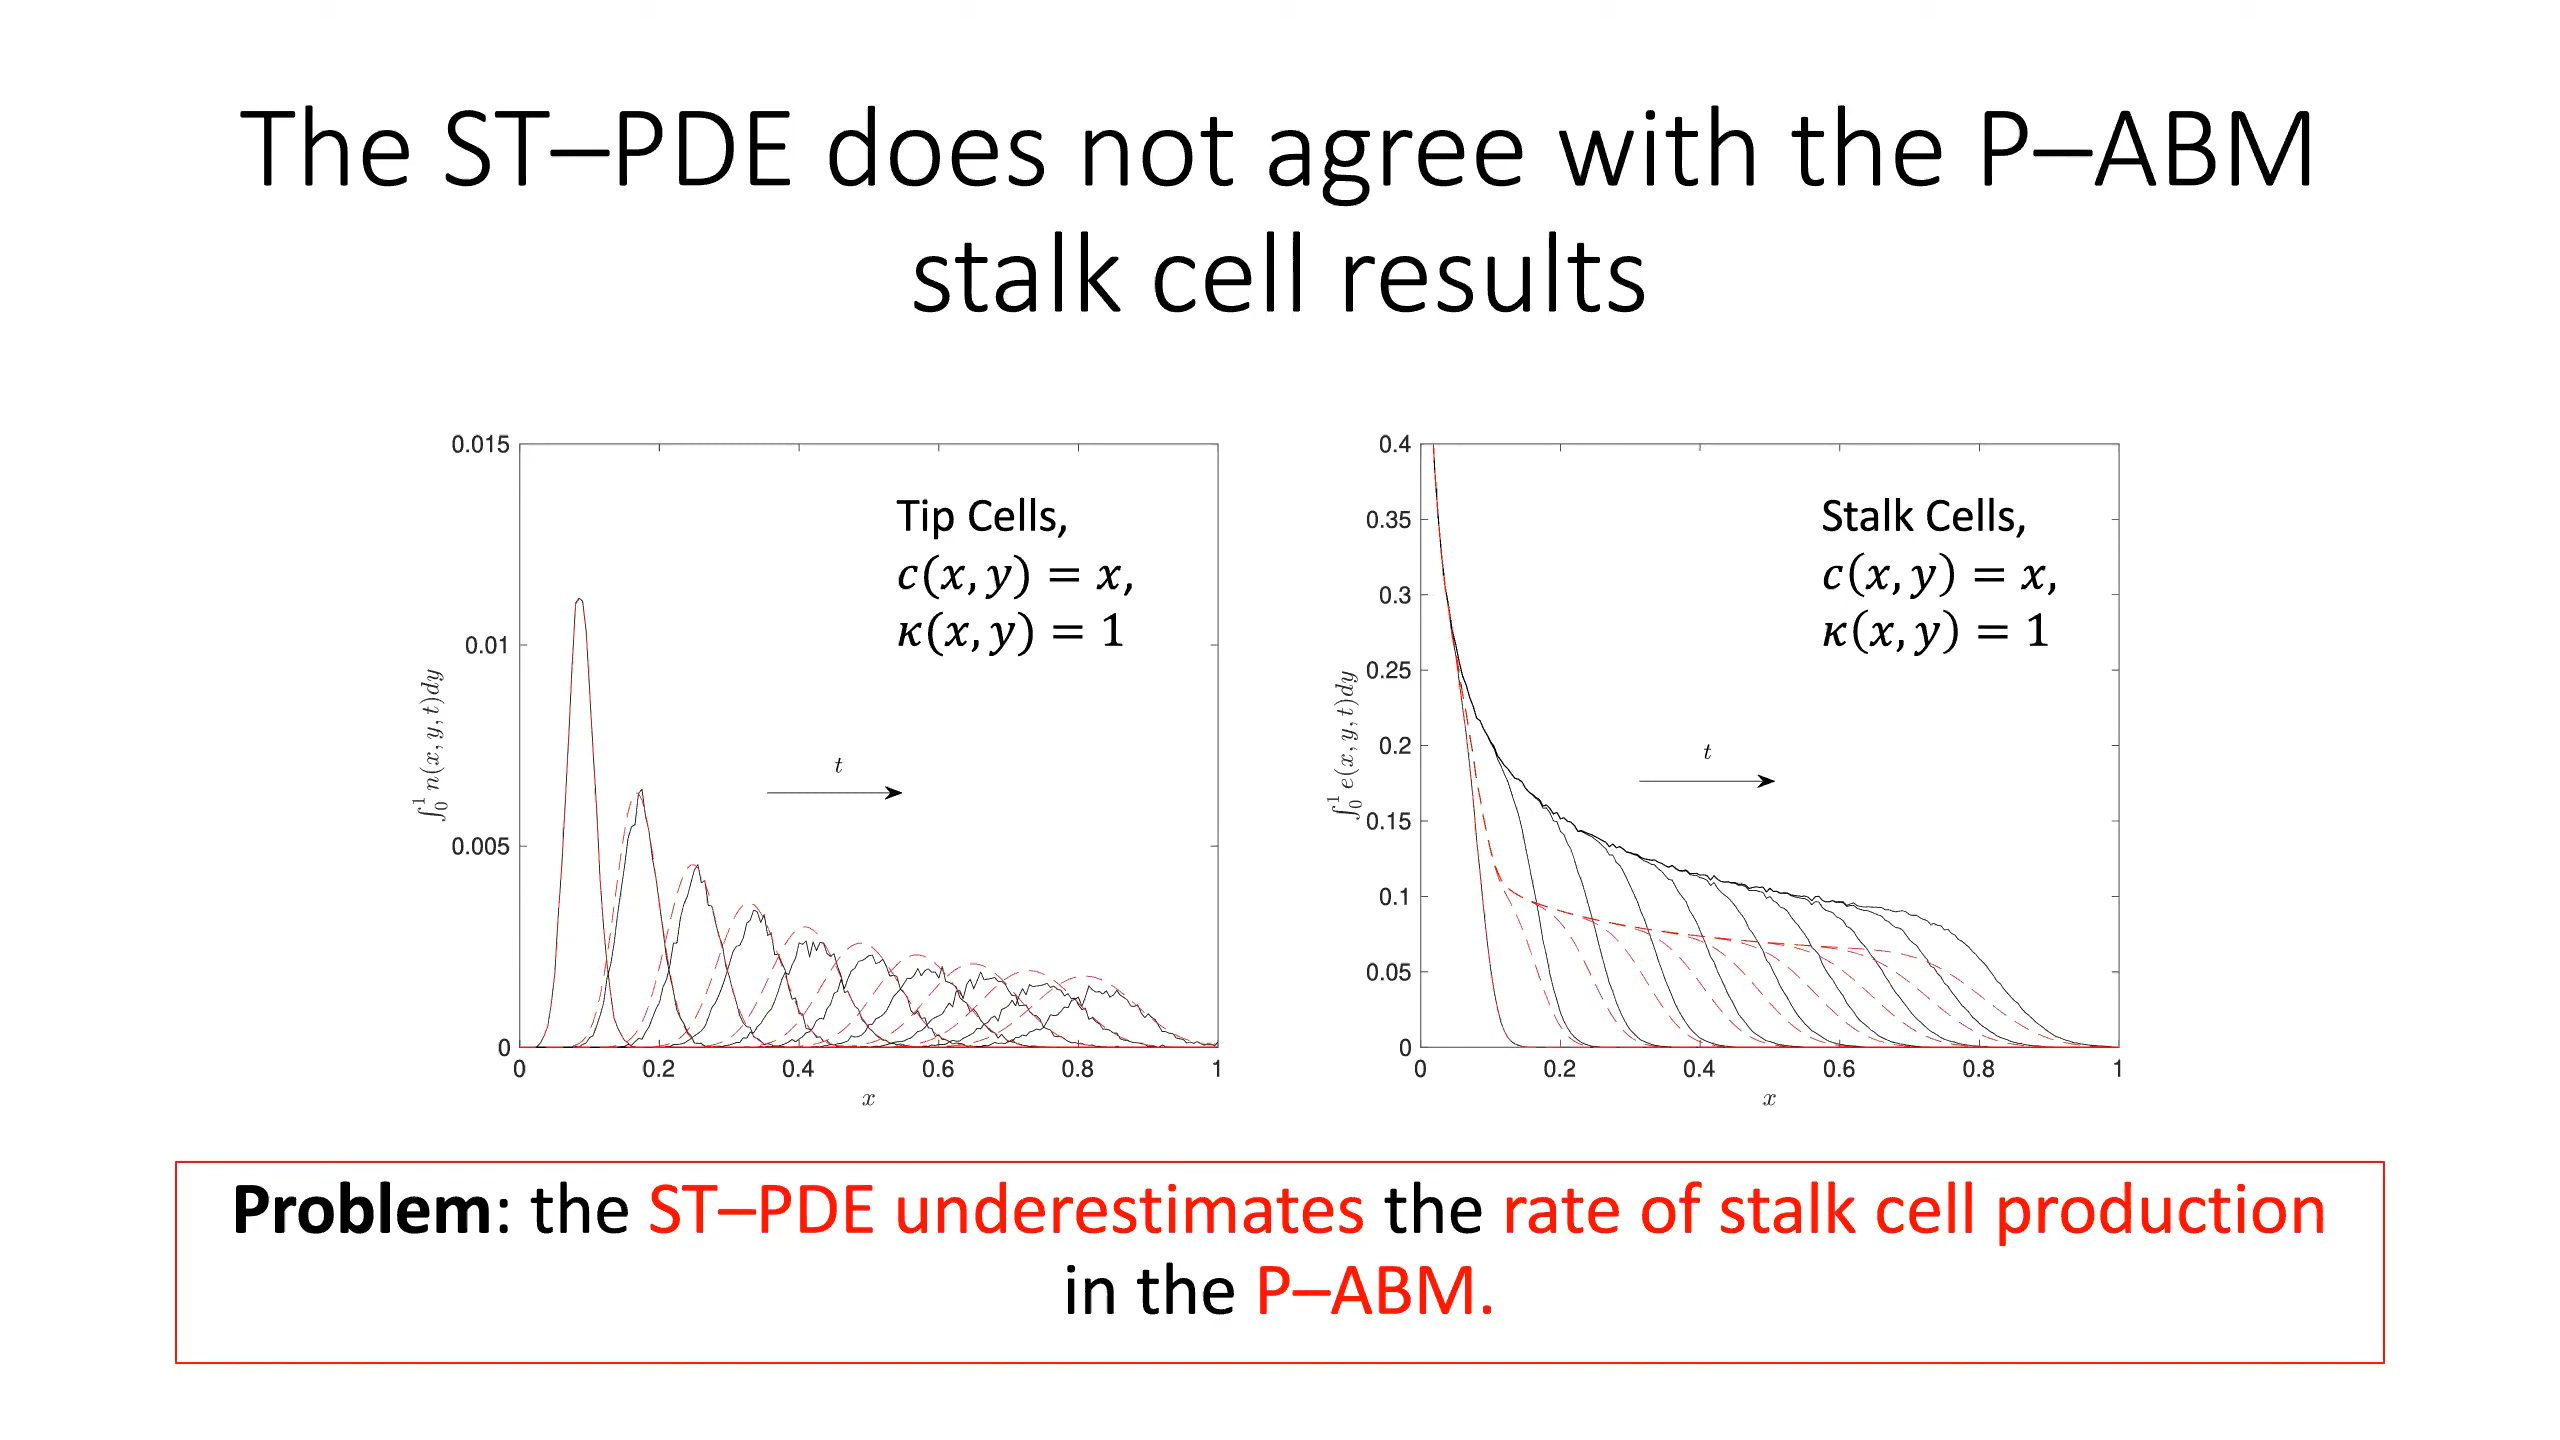 The ST–PDE does not agree with the P–ABM
stalk cell results
0.015
0.01
0.005
0
0
0.2
0.4
0.6
0.8
1
x
∫₀¹ n(x, y, t)dy
t
Tip Cells,
c(x, y) = x,
κ(x, y) = 1
0.4
0.35
0.3
0.25
0.2
0.15
0.1
0.05
0
0
0.2
0.4
0.6
0.8
1
x
∫₀¹ e(x, y, t)dy
t
Stalk Cells,
c(x, y) = x,
κ(x, y) = 1
Problem: the ST–PDE underestimates the rate of stalk cell production
in the P–ABM.